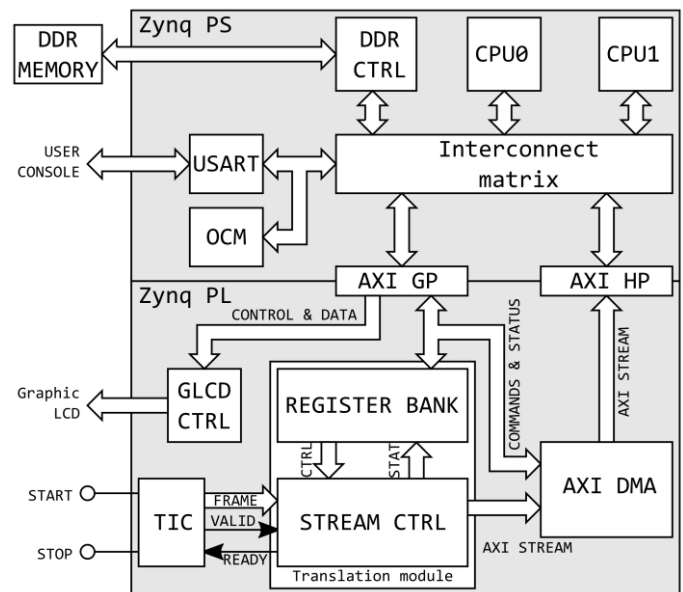 Zynq PS
DDR
MEMORY
DDR
CTRL
CPU0
CPU1
USER
CONSOLE
USART
Interconnect
matrix
OCM
AXI GP
AXI HP
Zynq PL
CONTROL & DATA
COMMANDS & STATUS
AXI STREAM
Graphic
LCD
GLCD
CTRL
REGISTER BANK
CTRL
STAT
AXI DMA
START
STOP
TIC
FRAME
VALID
READY
STREAM CTRL
AXI STREAM
Translation module